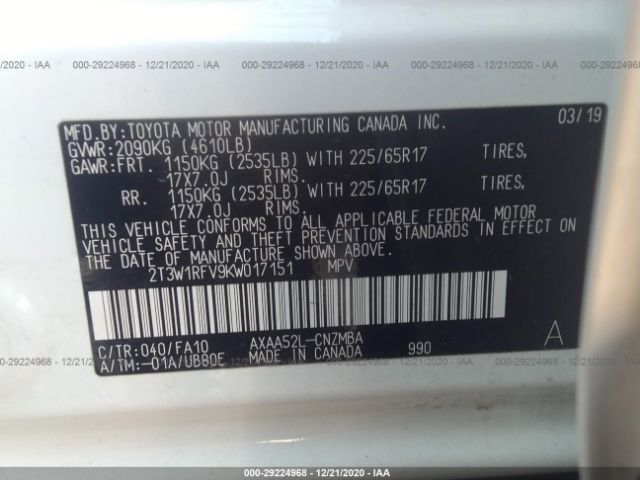 12/21/2020 - IAA 000-29224968 - 12/21/2020 - IAA 000-29224968 - 12/21/2020 - IAA
MFD.BY:TOYOTA MOTOR MANUFACTURING CANADA INC. 03/19
GVWR:2090KG (4610LB)
GAWR:FRT. 1150KG (2535LB) WITH 225/65R17 TIRES,
17X7.0J RIMS.
RR. 1150KG (2535LB) WITH 225/65R17 TIRES,
17X7.0J RIMS.
THIS VEHICLE CONFORMS TO ALL APPLICABLE FEDERAL MOTOR
VEHICLE SAFETY AND THEFT PREVENTION STANDARDS IN EFFECT ON
THE DATE OF MANUFACTURE SHOWN ABOVE.
2T3W1RFV9KW017151 MPV
C/TR:040/FA10 AXAA52L-CNZMBA A
A/TM:-01A/UB80E MADE IN CANADA 990
12/21/2020 - IAA 000-29224968 - 12/21/2020 - IAA 000-29224968 - 12/21/2020 - IAA
000-29224968 - 12/21/2020 - IAA